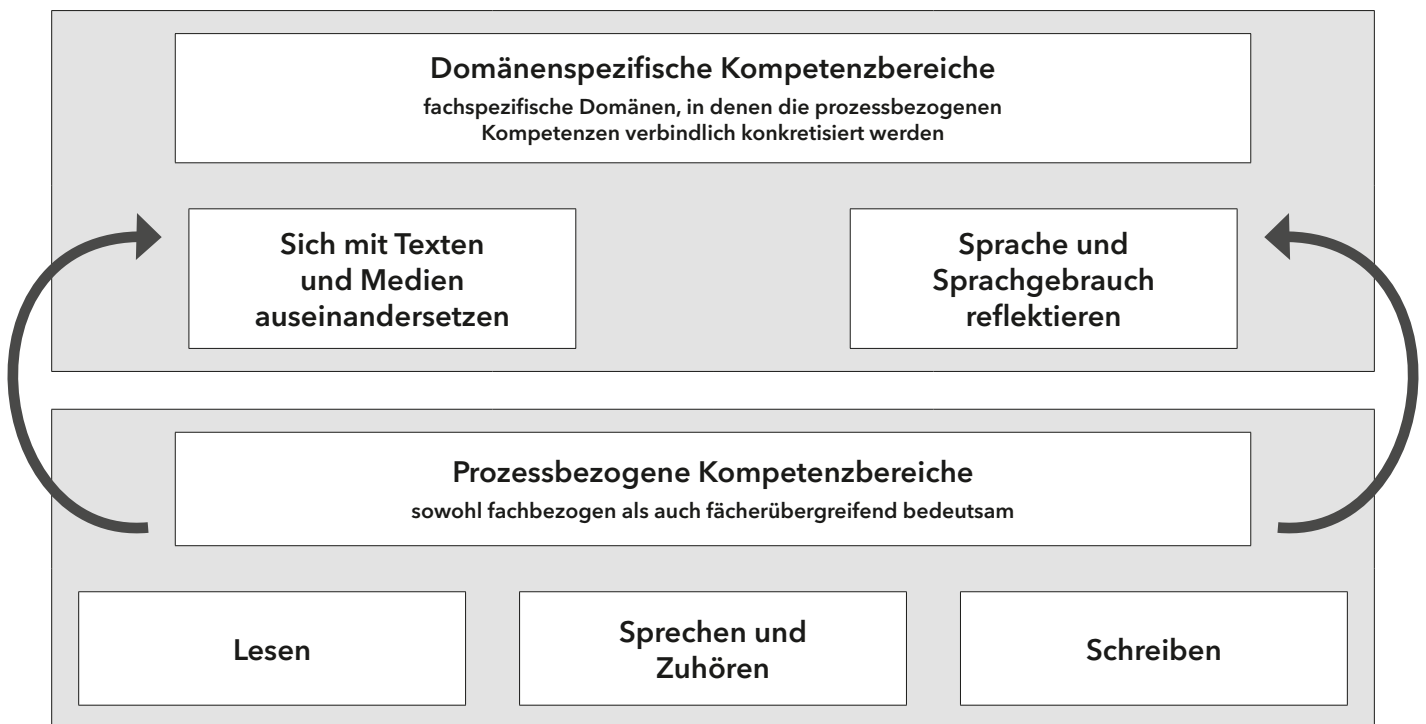 Domänenspezifische Kompetenzbereiche
fachspezifische Domänen, in denen die prozessbezogenen
Kompetenzen verbindlich konkretisiert werden
Sich mit Texten
und Medien
auseinandersetzen
Sprache und
Sprachgebrauch
reflektieren
Prozessbezogene Kompetenzbereiche
sowohl fachbezogen als auch fächerübergreifend bedeutsam
Lesen
Sprechen und
Zuhören
Schreiben